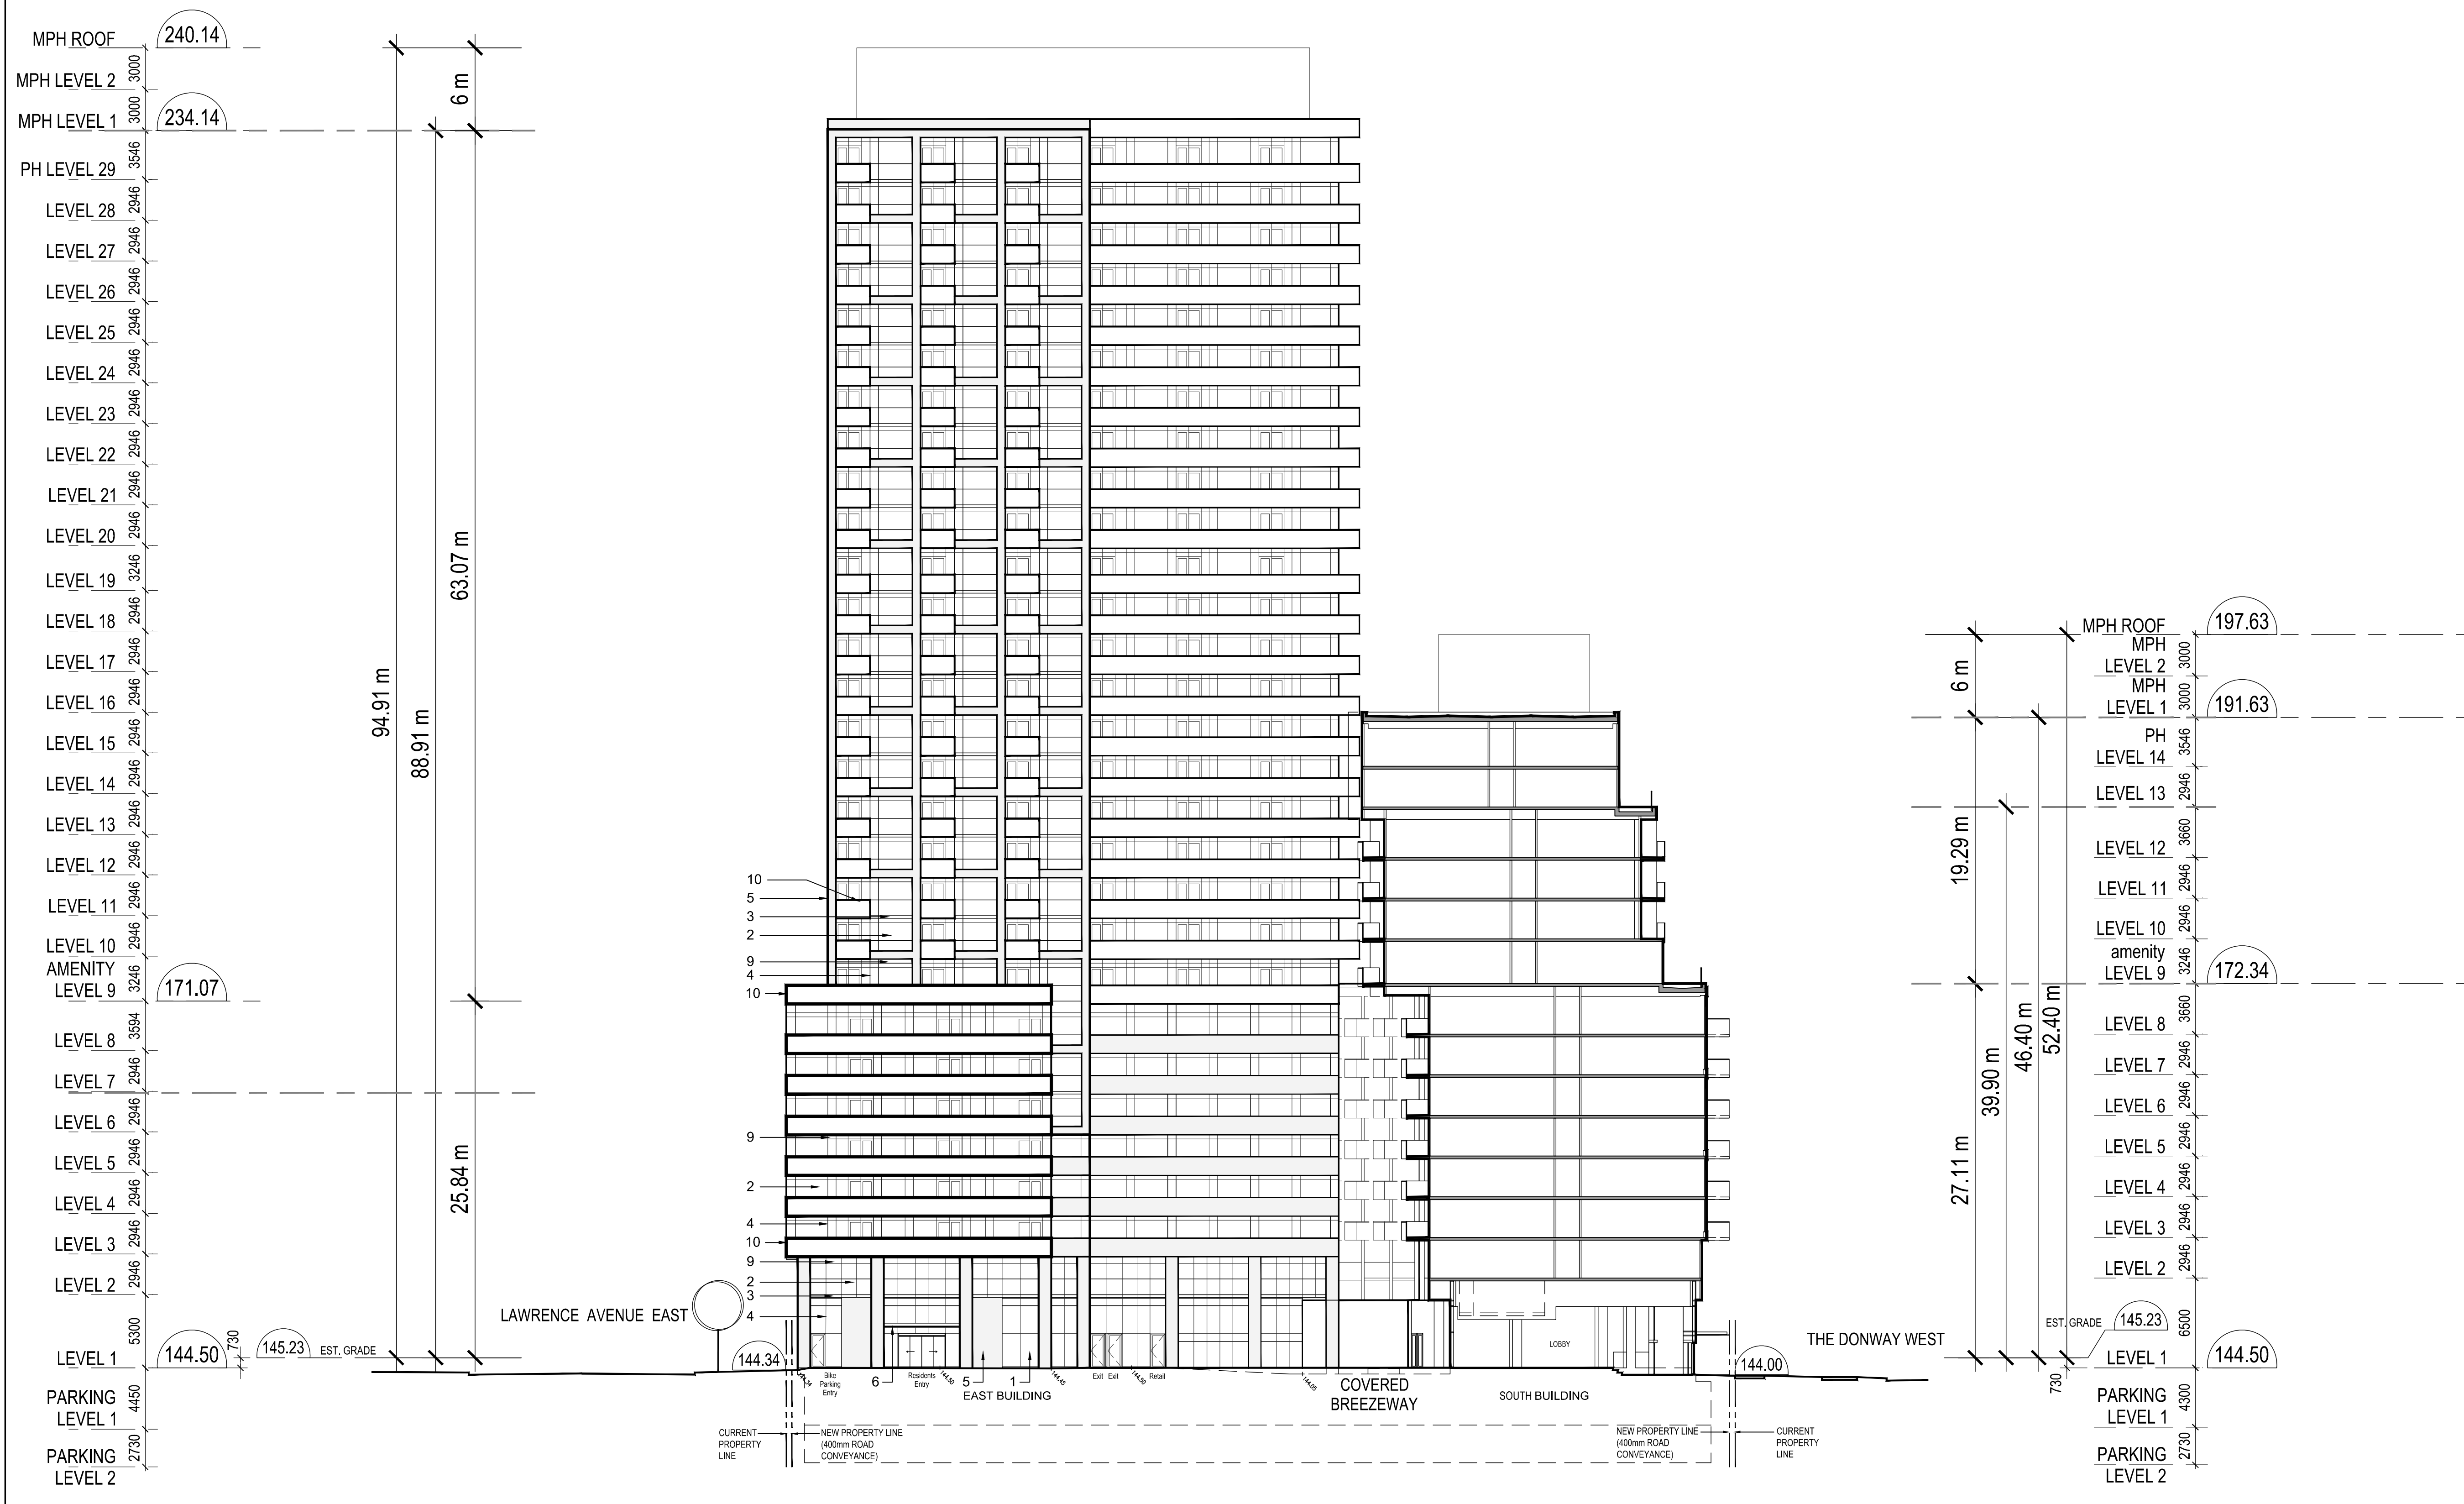 MPH ROOF 240.14
3000
MPH LEVEL 2
3000
MPH LEVEL 1 234.14
3546
PH LEVEL 29
2946
LEVEL 28
2946
LEVEL 27
2946
LEVEL 26
2946
LEVEL 25
2946
LEVEL 24
2946
LEVEL 23
2946
LEVEL 22
2946
LEVEL 21
2946
LEVEL 20
3246
LEVEL 19
2946
LEVEL 18
2946
LEVEL 17
2946
LEVEL 16
2946
LEVEL 15
2946
LEVEL 14
2946
LEVEL 13
2946
LEVEL 12
2946
LEVEL 11
2946
LEVEL 10
AMENITY
LEVEL 9
3246
171.07
3594
LEVEL 8
2946
LEVEL 7
2946
LEVEL 6
2946
LEVEL 5
2946
LEVEL 4
2946
LEVEL 3
2946
LEVEL 2
5300
LEVEL 1 144.50
730
145.23 EST. GRADE
4450
PARKING
LEVEL 1
2730
PARKING
LEVEL 2
94.91 m
88.91 m
6 m
63.07 m
25.84 m
10
5
3
2
9
4
10
9
2
4
10
9
2
3
4
LAWRENCE AVENUE EAST
144.34
144.34
Bike
Parking
Entry
6
Residents
Entry
144.50
5
1
144.45
EAST BUILDING
Exit Exit
144.50
Retail
144.05
COVERED
BREEZEWAY
SOUTH BUILDING
LOBBY
144.00
THE DONWAY WEST
CURRENT
PROPERTY
LINE
NEW PROPERTY LINE
(400mm ROAD
CONVEYANCE)
NEW PROPERTY LINE
(400mm ROAD
CONVEYANCE)
CURRENT
PROPERTY
LINE
6 m
19.29 m
27.11 m
39.90 m
46.40 m
52.40 m
MPH ROOF 197.63
MPH
LEVEL 2
3000
MPH
LEVEL 1
3000
191.63
PH
LEVEL 14
3546
LEVEL 13
2946
3660
LEVEL 12
2946
LEVEL 11
2946
LEVEL 10
amenity
LEVEL 9
3246
172.34
3660
LEVEL 8
2946
LEVEL 7
2946
LEVEL 6
2946
LEVEL 5
2946
LEVEL 4
2946
LEVEL 3
2946
LEVEL 2
6500
EST. GRADE 145.23
LEVEL 1 144.50
730
PARKING
LEVEL 1
4300
PARKING
LEVEL 2
2730